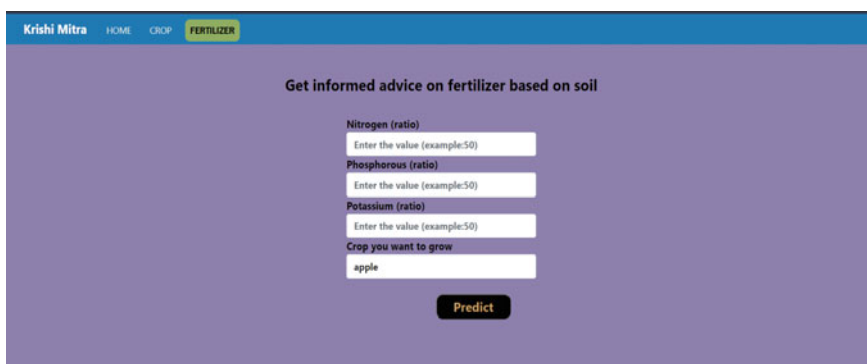 Krishi Mitra HOME CROP FERTILIZER
Get informed advice on fertilizer based on soil
Nitrogen (ratio)
Enter the value (example:50)
Phosphorous (ratio)
Enter the value (example:50)
Potassium (ratio)
Enter the value (example:50)
Crop you want to grow
apple
Predict